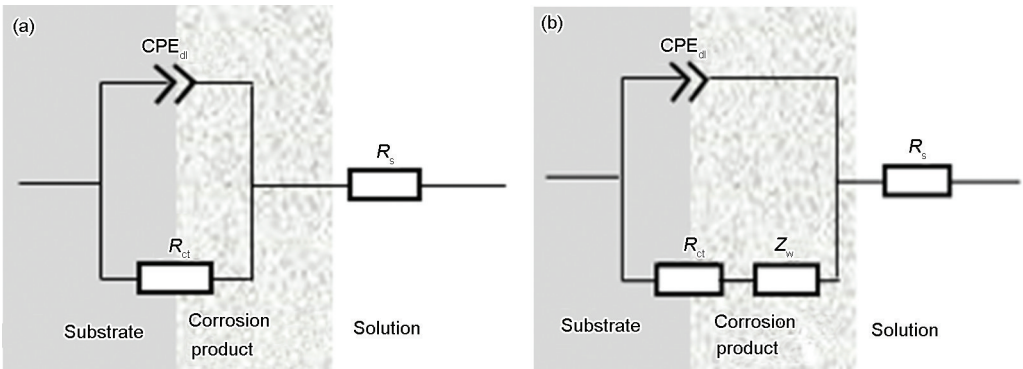 (a)
CPEdl
Rs
Rct
Substrate
Corrosion
product
Solution
(b)
CPEdl
Rs
Rct
Zw
Substrate
Corrosion
product
Solution